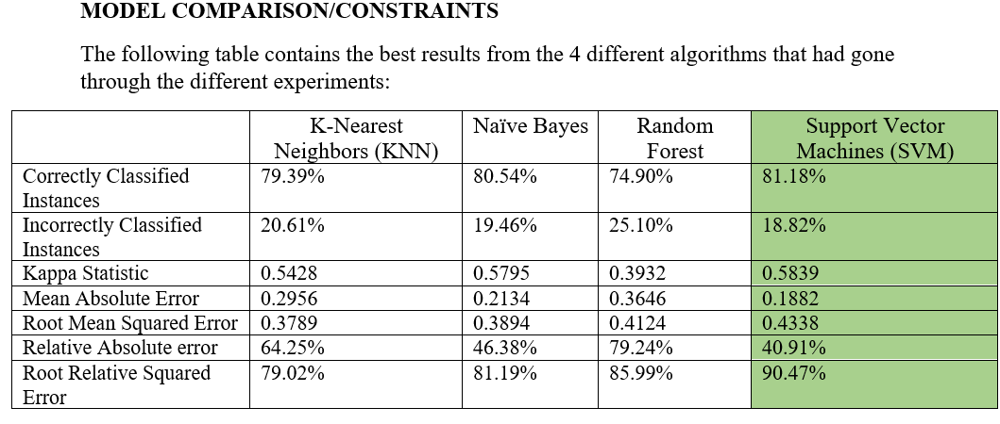 MODEL COMPARISON/CONSTRAINTS
The following table contains the best results from the 4 different algorithms that had gone
through the different experiments:
K-Nearest Neighbors (KNN) Naïve Bayes Random Forest Support Vector Machines (SVM)
Correctly Classified Instances 79.39% 80.54% 74.90% 81.18%
Incorrectly Classified Instances 20.61% 19.46% 25.10% 18.82%
Kappa Statistic 0.5428 0.5795 0.3932 0.5839
Mean Absolute Error 0.2956 0.2134 0.3646 0.1882
Root Mean Squared Error 0.3789 0.3894 0.4124 0.4338
Relative Absolute error 64.25% 46.38% 79.24% 40.91%
Root Relative Squared Error 79.02% 81.19% 85.99% 90.47%